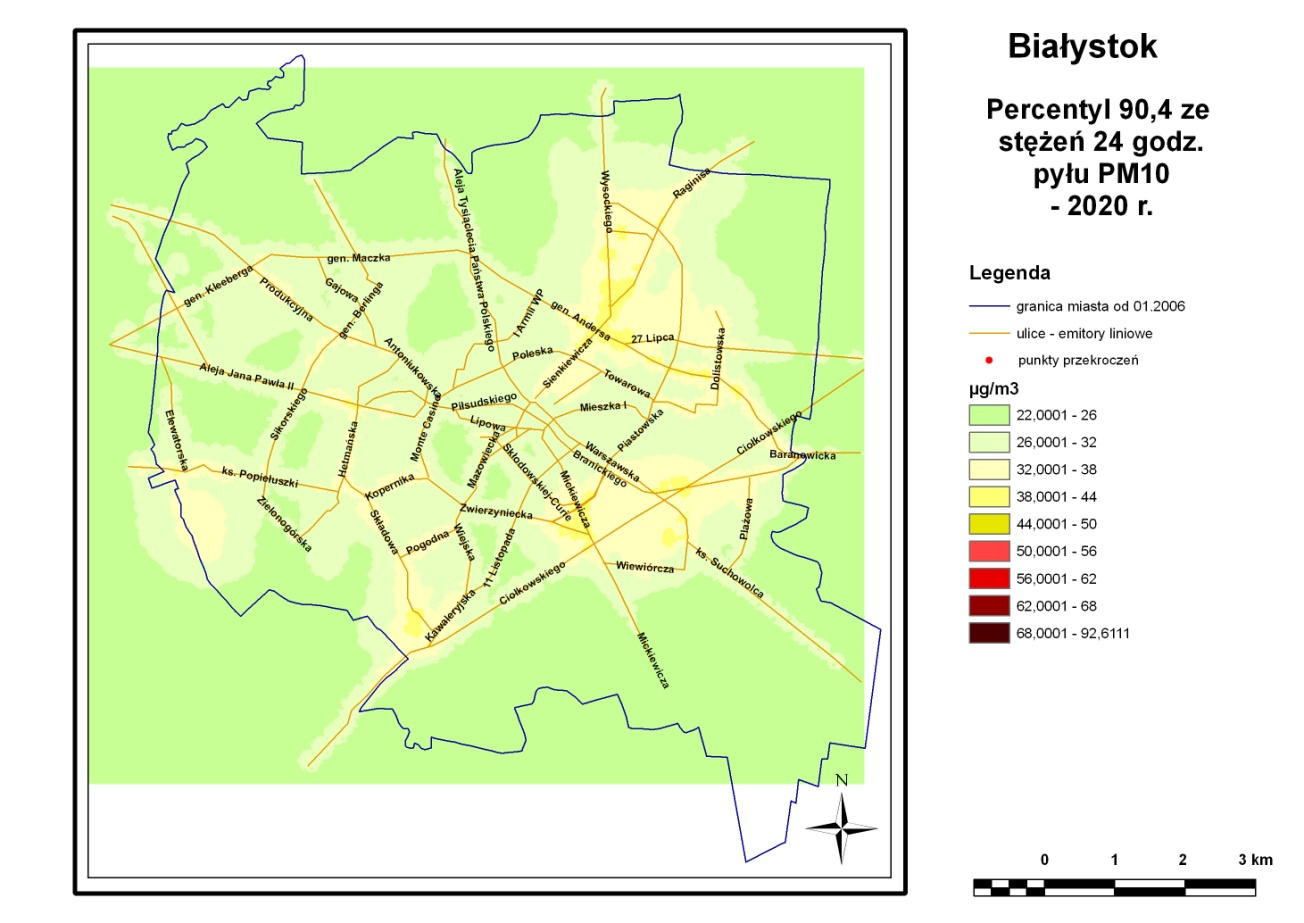 Białystok
Percentyl 90,4 ze
stężeń 24 godz.
pyłu PM10
- 2020 r.
Legenda
granica miasta od 01.2006
ulice - emitory liniowe
punkty przekroczeń
µg/m3
22,0001 - 26
26,0001 - 32
32,0001 - 38
38,0001 - 44
44,0001 - 50
50,0001 - 56
56,0001 - 62
62,0001 - 68
68,0001 - 92,6111
0 1 2 3 km
N
Wysockiego
Raginisa
Aleja Tysiąclecia Państwa Polskiego
gen. Maczka
gen. Kleeberga
Produkcyjna
Gajowa
gen. Berlinga
I Armii WP
gen. Andersa
27 Lipca
Antoniukowska
Poleska
Sienkiewicza
Dolistowska
Aleja Jana Pawła II
Towarowa
Sikorskiego
Piłsudskiego
Mieszka I
Monte Casino
Lipowa
Piastowska
Elewatorska
Hetmańska
Ciołkowskiego
Mazowiecka
Skłodowskiej-Curie
Warszawska
Branickiego
Baranowicka
ks. Popiełuszki
Kopernika
Mickiewicza
Zwierzyniecka
Zielonogórska
Składowa
Pogodna
Wiejska
11 Listopada
Plażowa
Wiewiórcza
ks. Suchowolca
Ciołkowskiego
Kawaleryjska
Mickiewicza